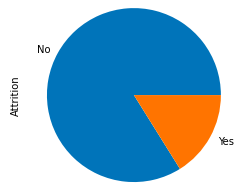 No
Attrition
Yes